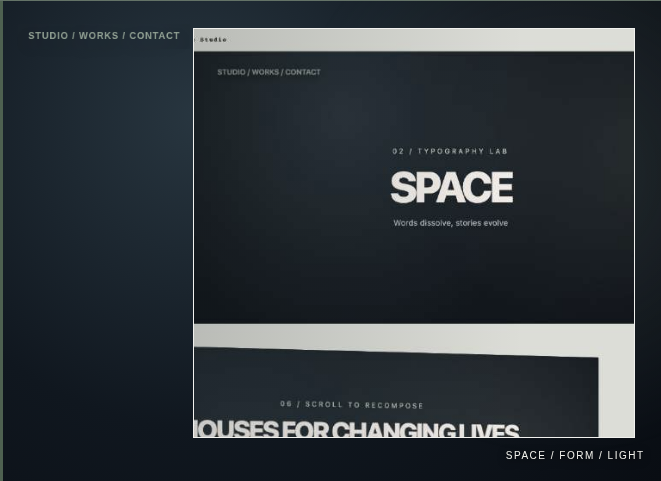 STUDIO / WORKS / CONTACT
Studio
STUDIO / WORKS / CONTACT
02 / TYPOGRAPHY LAB
SPACE
Words dissolve, stories evolve
06 / SCROLL TO RECOMPOSE
HOUSES FOR CHANGING LIVES
SPACE / FORM / LIGHT